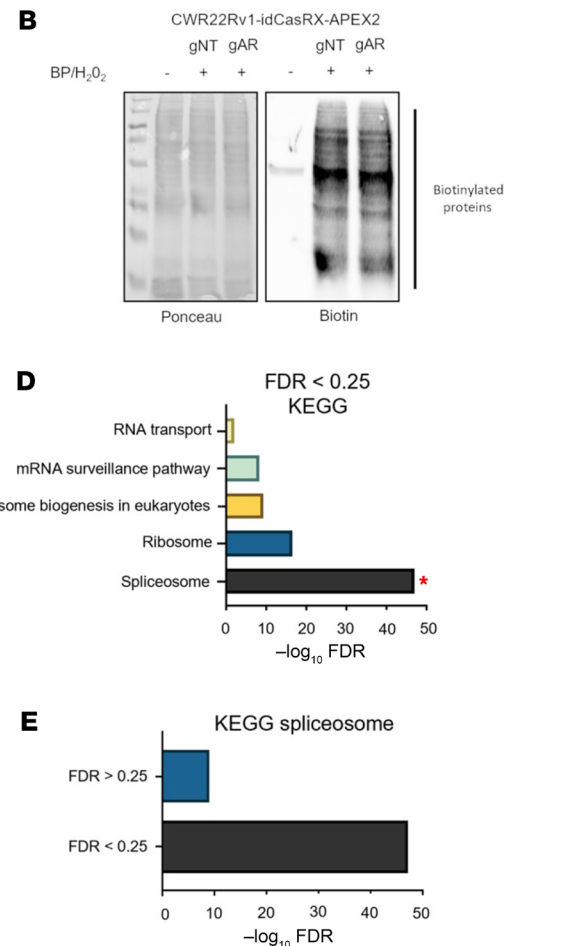 B
CWR22Rv1-idCasRX-APEX2
gNT gAR gNT gAR
BP/H₂0₂ - + + - + +
Biotinylated
proteins
Ponceau Biotin
D
FDR < 0.25
KEGG
RNA transport
mRNA surveillance pathway
some biogenesis in eukaryotes
Ribosome
Spliceosome *
0 10 20 30 40 50
–log₁₀ FDR
E
KEGG spliceosome
FDR > 0.25
FDR < 0.25
0 10 20 30 40 50
–log₁₀ FDR